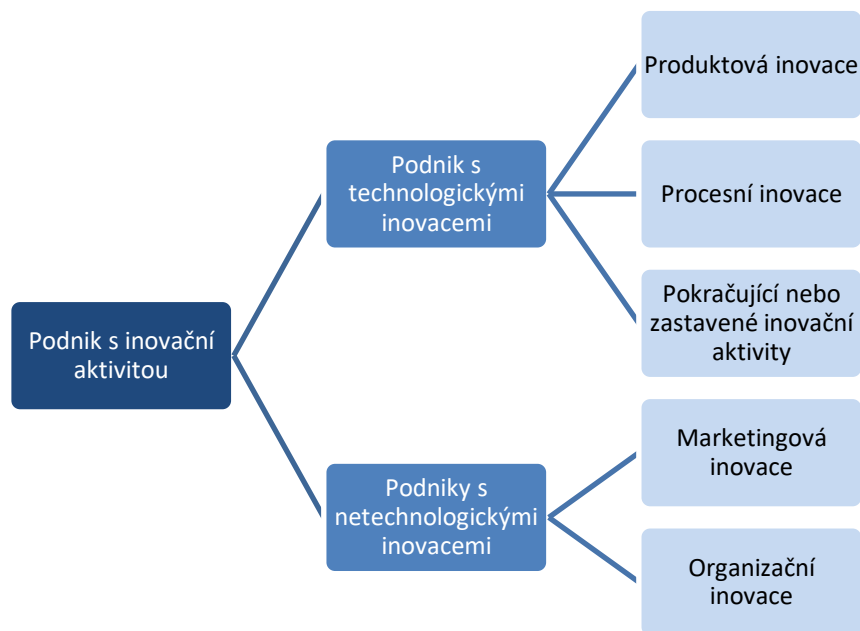 Produktová inovace
Podnik s
technologickými
inovacemi
Procesní inovace
Pokračující nebo
zastavené inovační
aktivity
Podnik s inovační
aktivitou
Marketingová
inovace
Podniky s
netechnologickými
inovacemi
Organizační
inovace